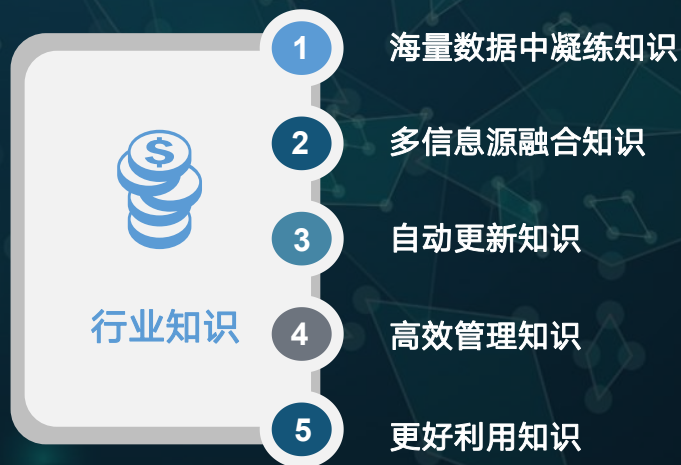 1 海量数据中凝练知识
2 多信息源融合知识
$
3 自动更新知识
行业知识
4 高效管理知识
5 更好利用知识